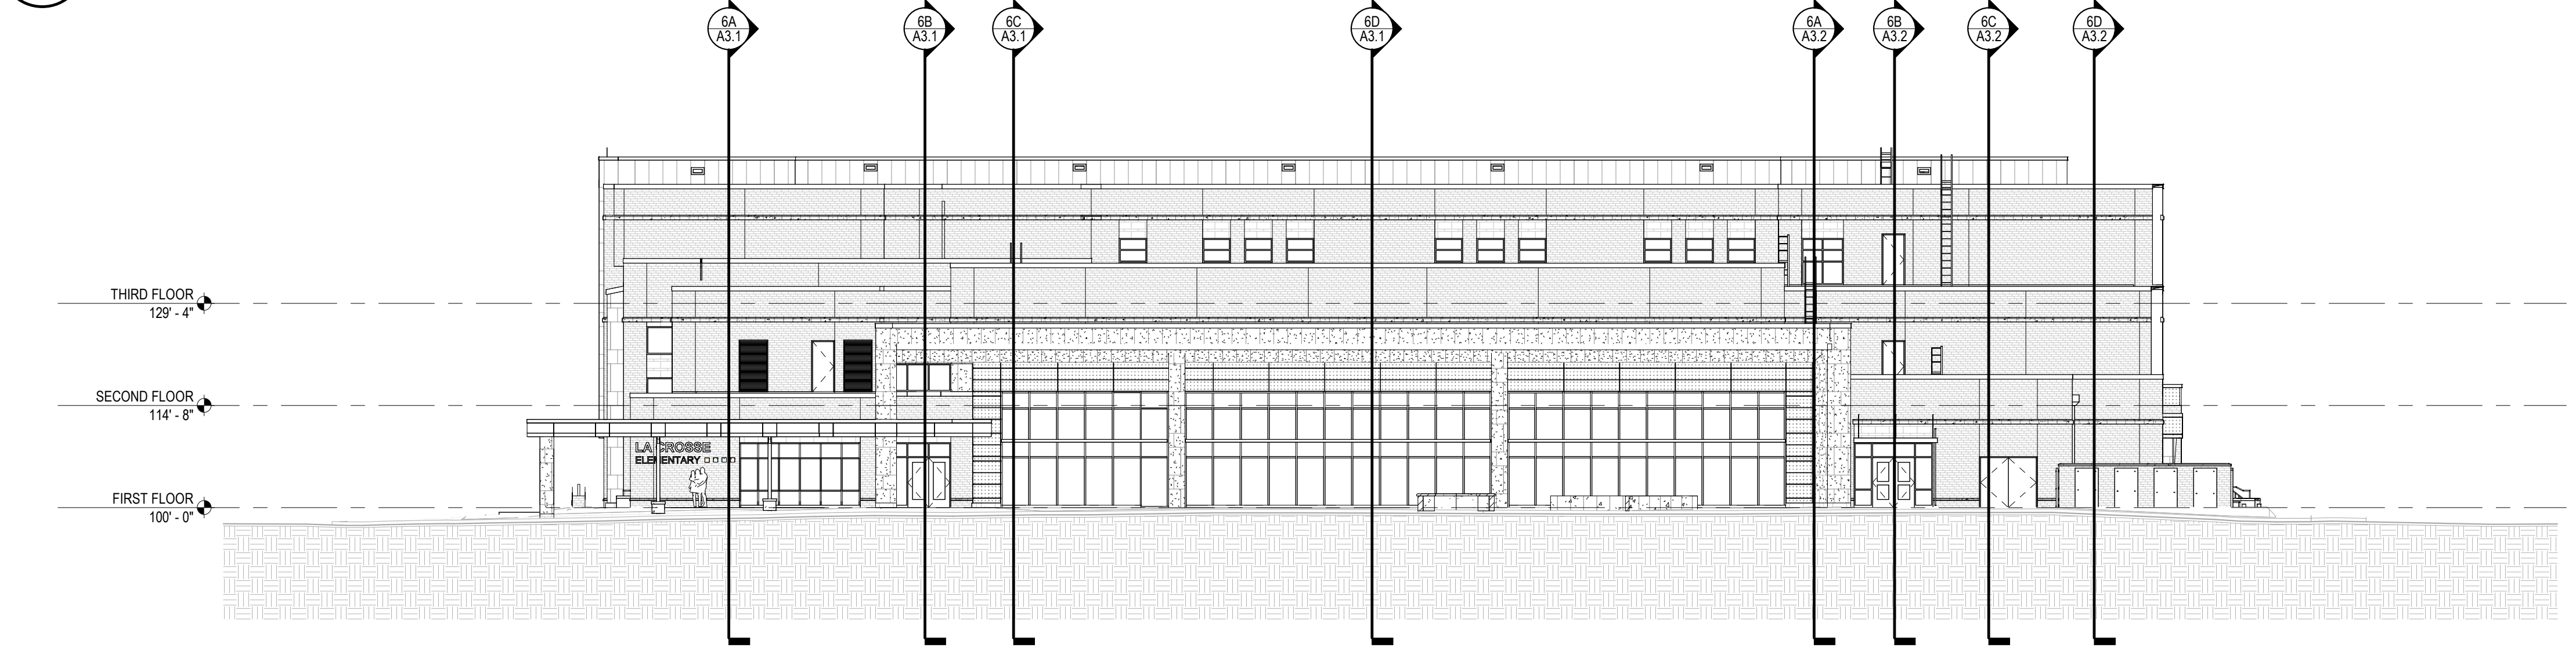 6A
A3.1
6B
A3.1
6C
A3.1
6D
A3.1
6A
A3.2
6B
A3.2
6C
A3.2
6D
A3.2
THIRD FLOOR
129' - 4"
SECOND FLOOR
114' - 8"
LA CROSSE
ELEMENTARY
FIRST FLOOR
100' - 0"